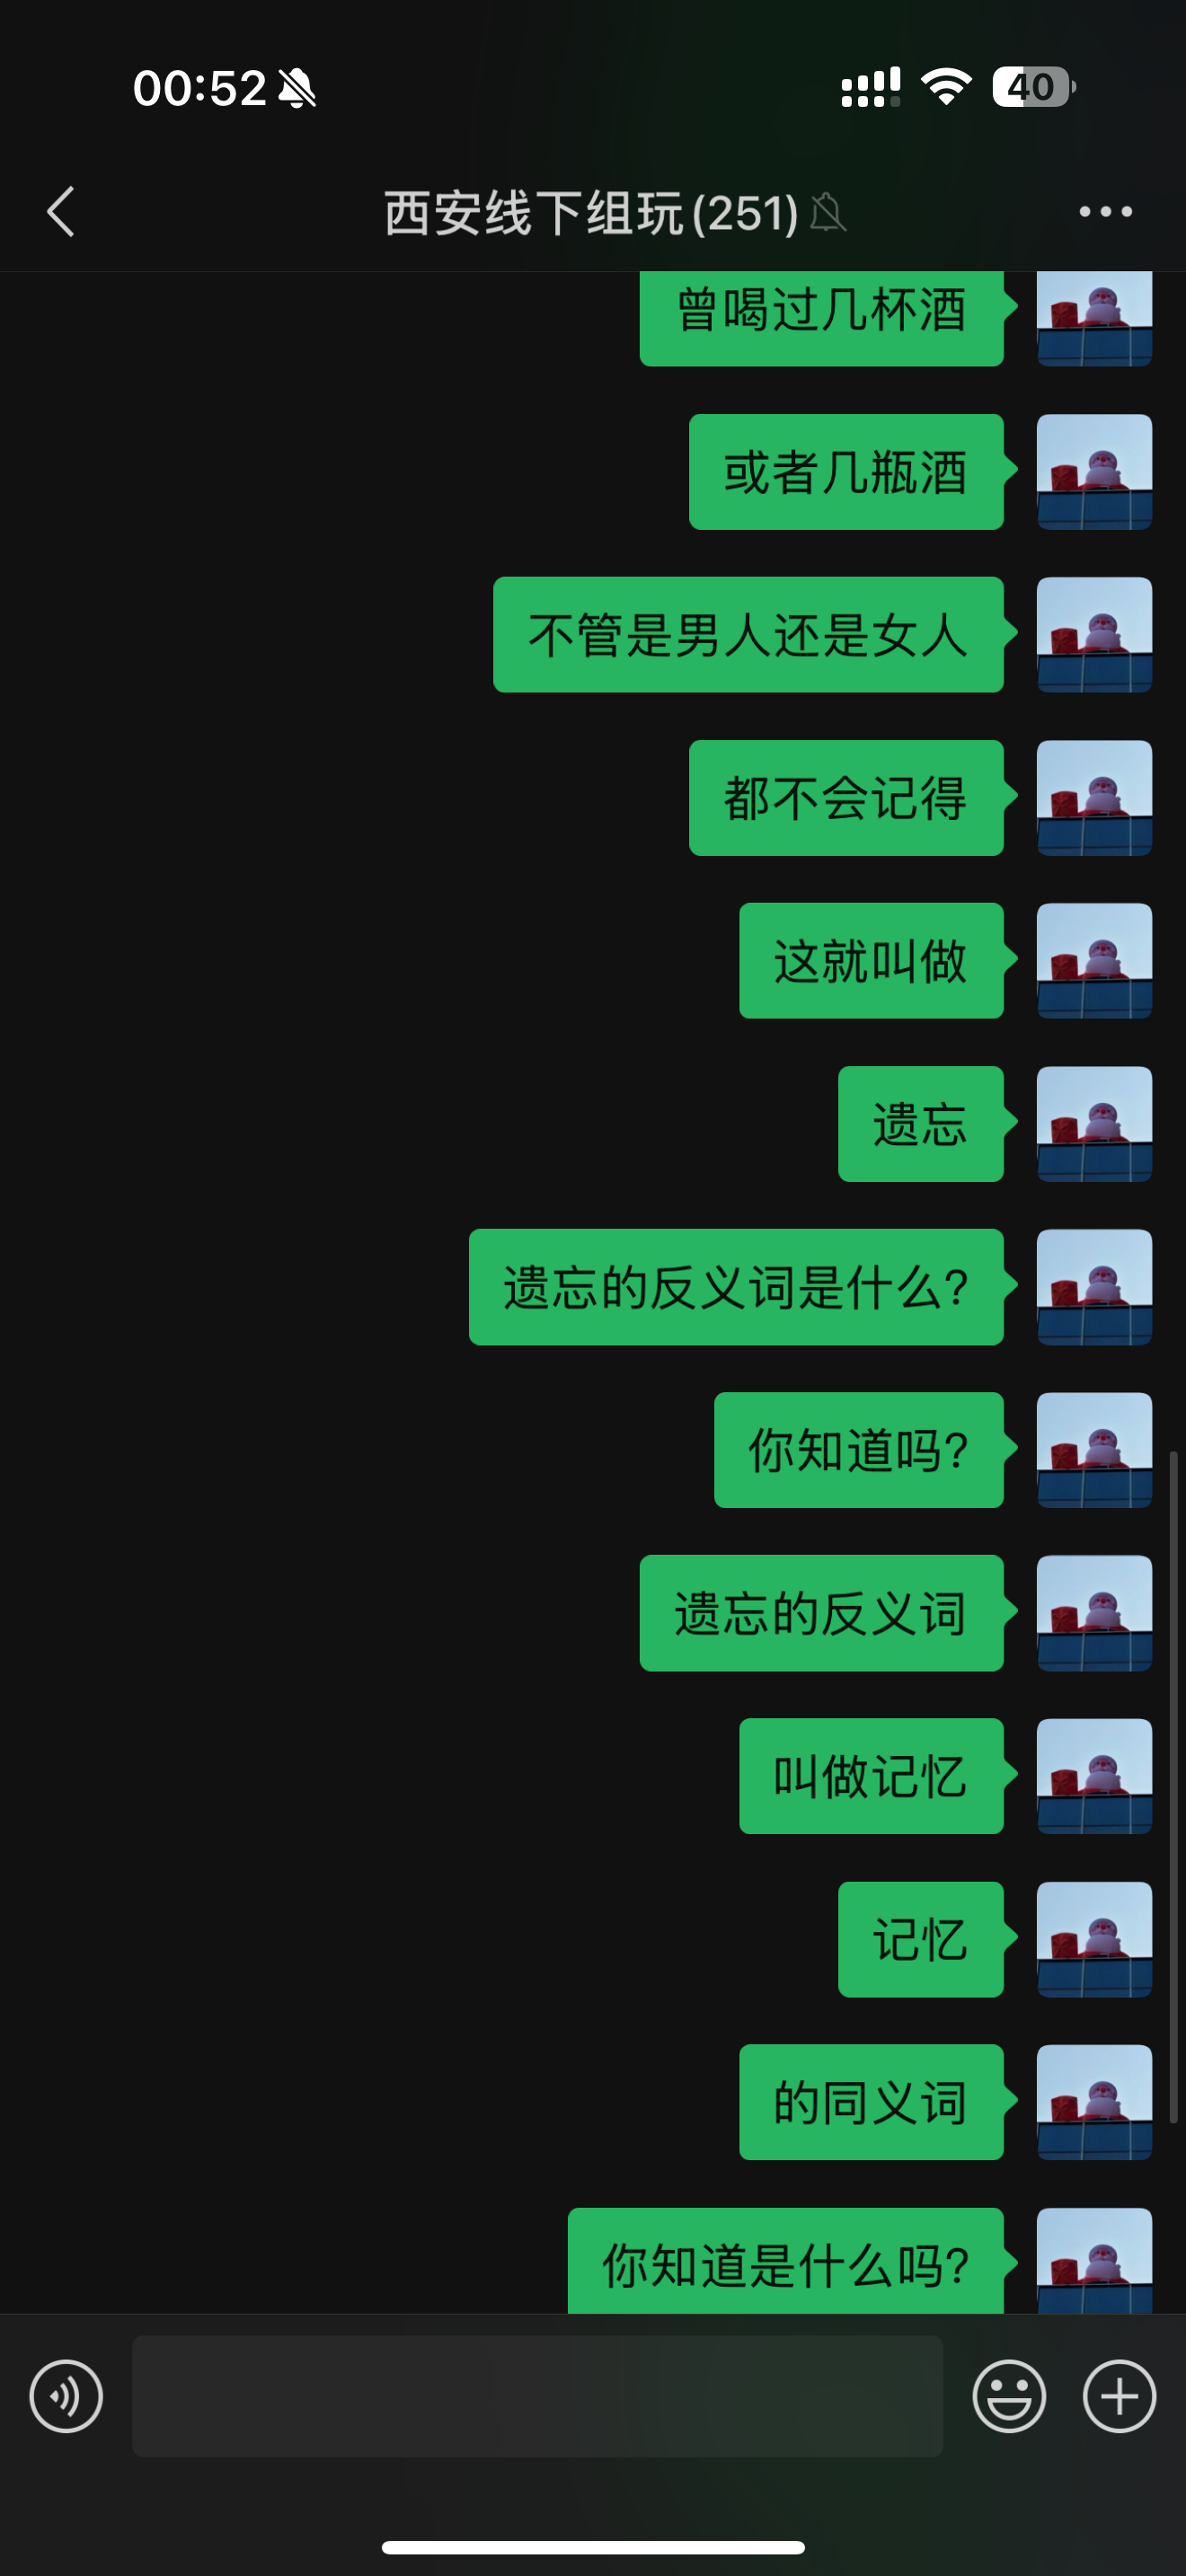 00:52
40
西安线下组玩(251)
曾喝过几杯酒
或者几瓶酒
不管是男人还是女人
都不会记得
这就叫做
遗忘
遗忘的反义词是什么?
你知道吗?
遗忘的反义词
叫做记忆
记忆
的同义词
你知道是什么吗?